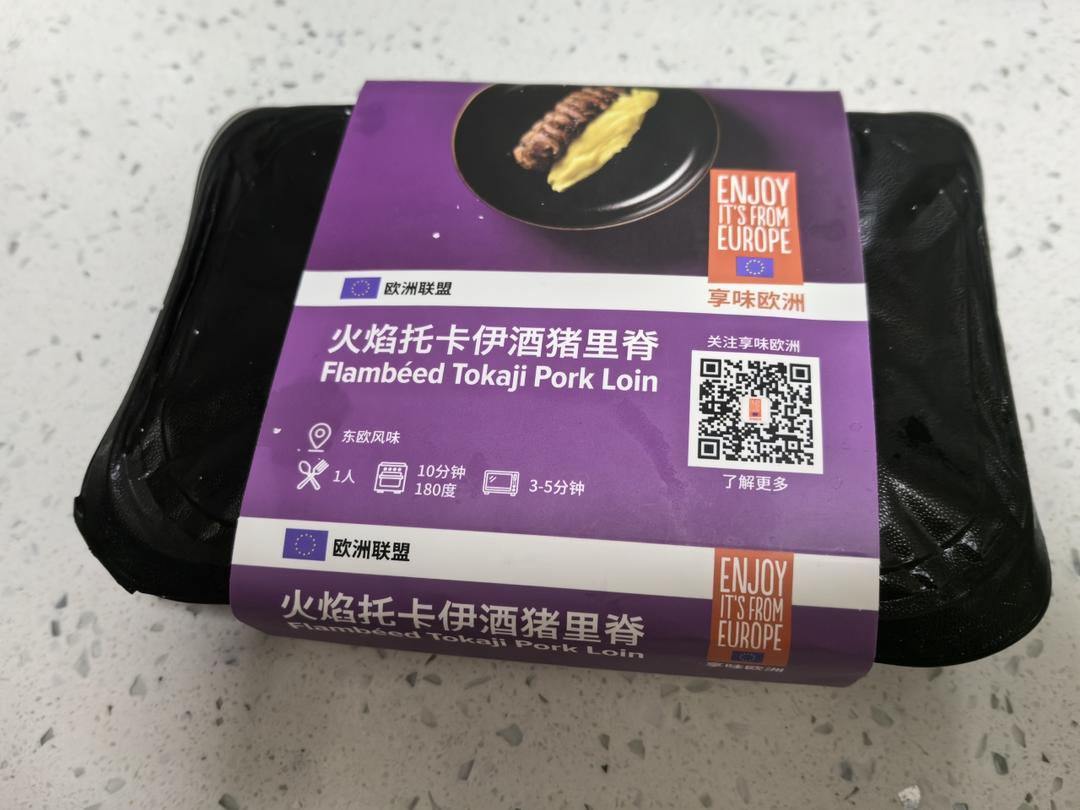 ENJOY
IT'S FROM
EUROPE
欧洲联盟
享味欧洲
火焰托卡伊酒猪里脊
Flambéed Tokaji Pork Loin
关注享味欧洲
东欧风味
1人
10分钟
180度
3-5分钟
了解更多
欧洲联盟
ENJOY
IT'S FROM
EUROPE
火焰托卡伊酒猪里脊
Flambéed Tokaji Pork Loin
享味欧洲